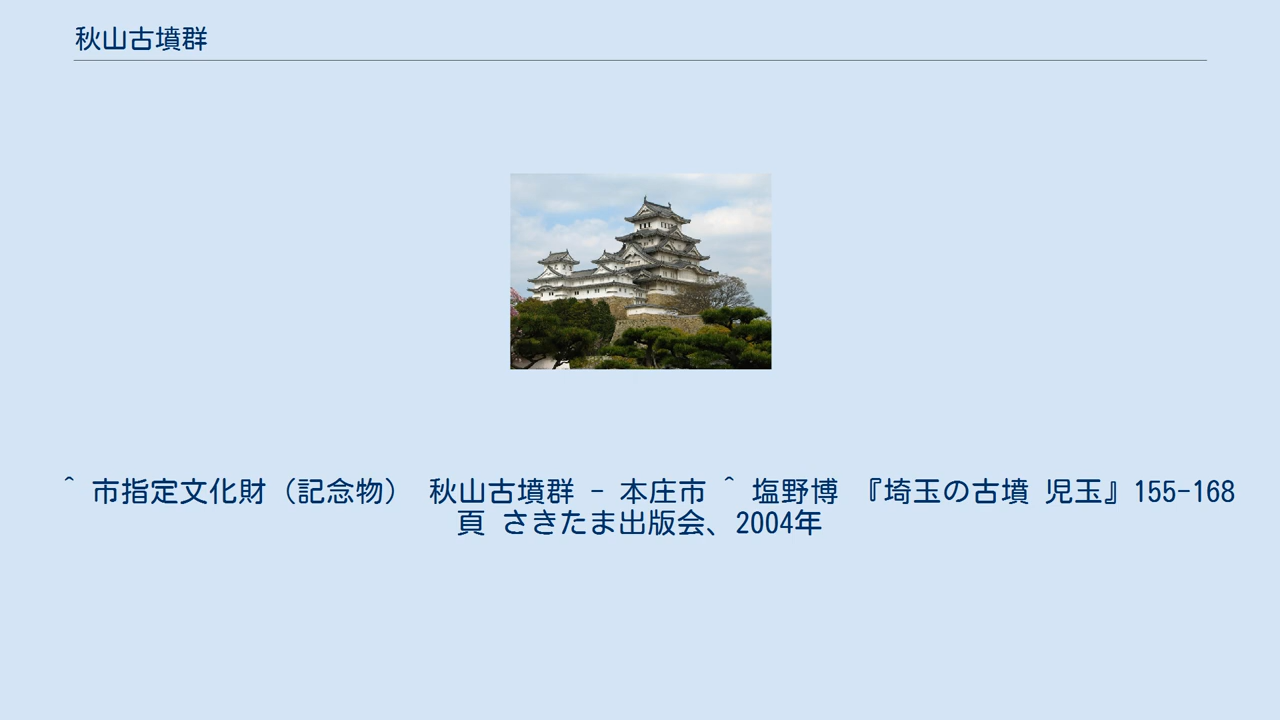 秋山古墳群
^ 市指定文化財（記念物） 秋山古墳群 - 本庄市 ^ 塩野博 『埼玉の古墳 児玉』155-168
頁 さきたま出版会、2004年